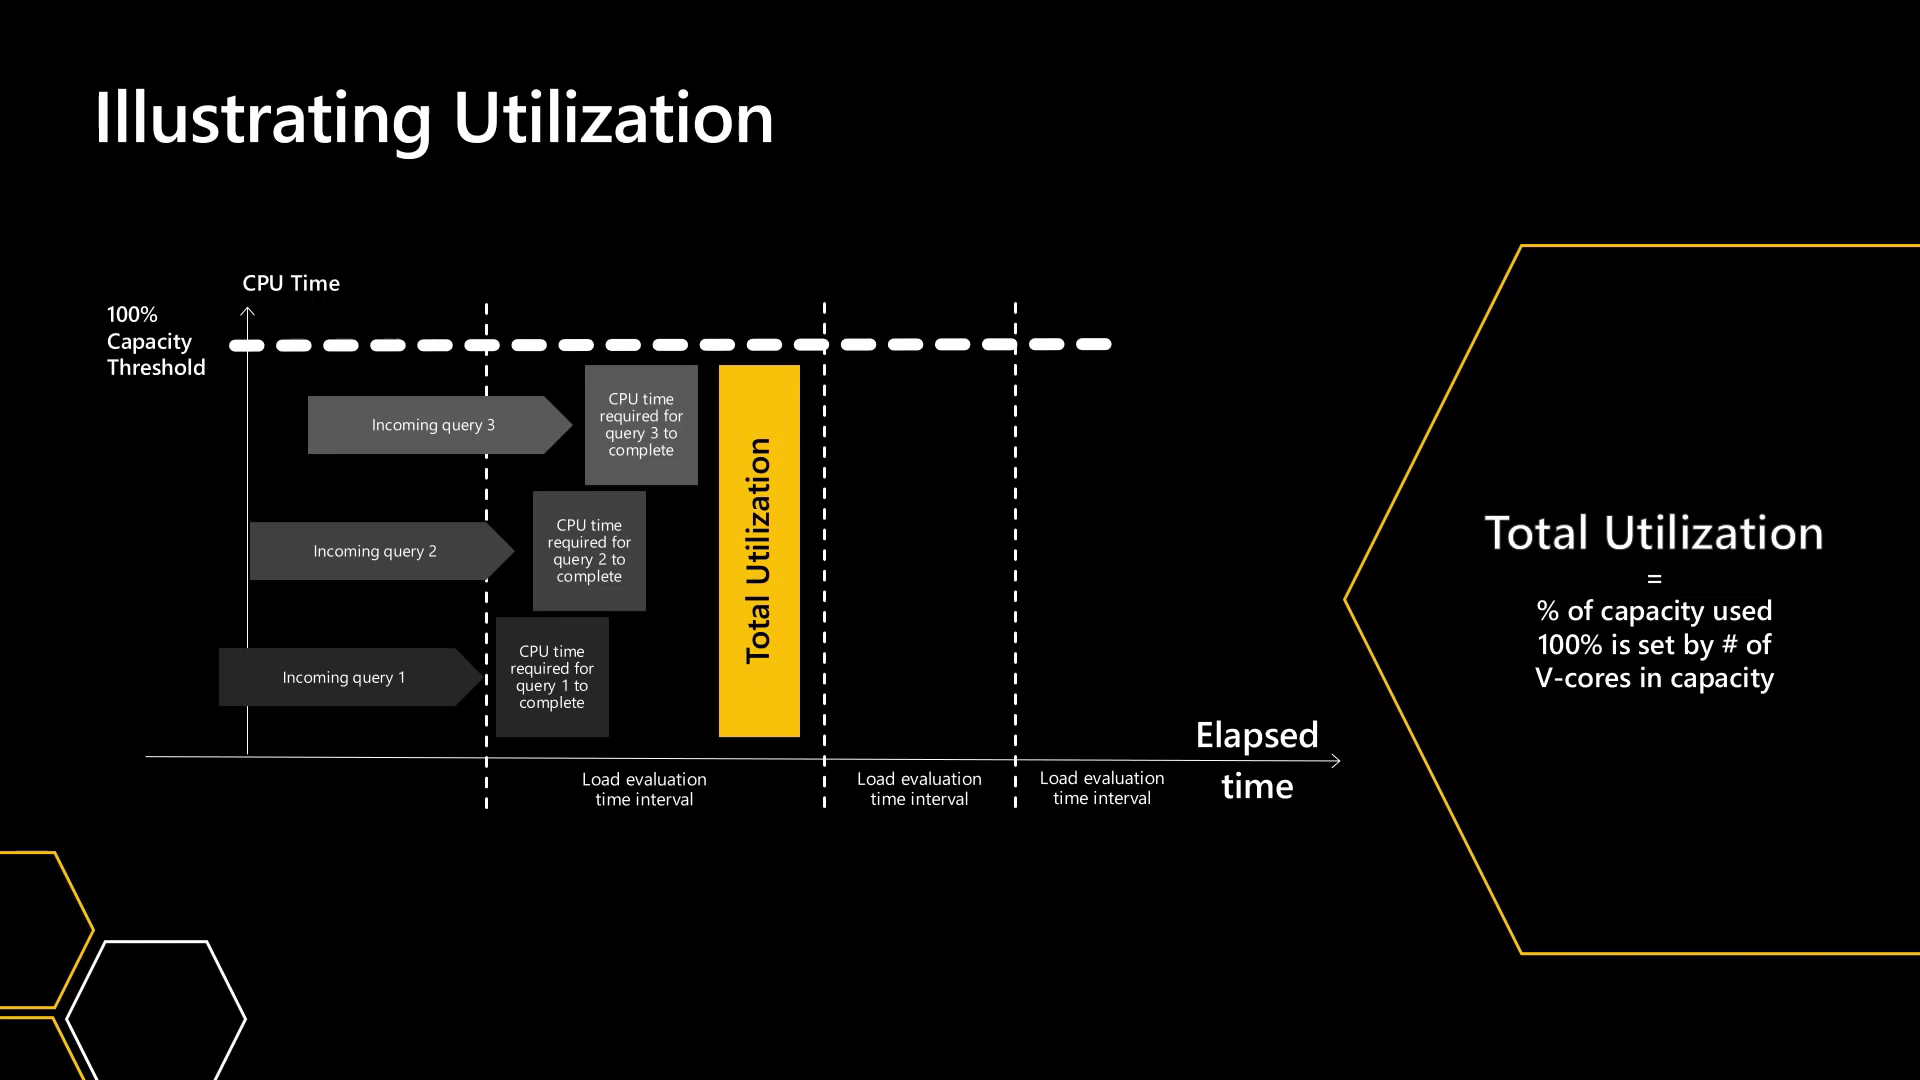 Illustrating Utilization
CPU Time
100%
Capacity
Threshold
Incoming query 3
CPU time
required for
query 3 to
complete
Incoming query 2
CPU time
required for
query 2 to
complete
Incoming query 1
CPU time
required for
query 1 to
complete
Total Utilization
Load evaluation
time interval
Load evaluation
time interval
Load evaluation
time interval
Elapsed
time
Total Utilization
=
% of capacity used
100% is set by # of
V-cores in capacity